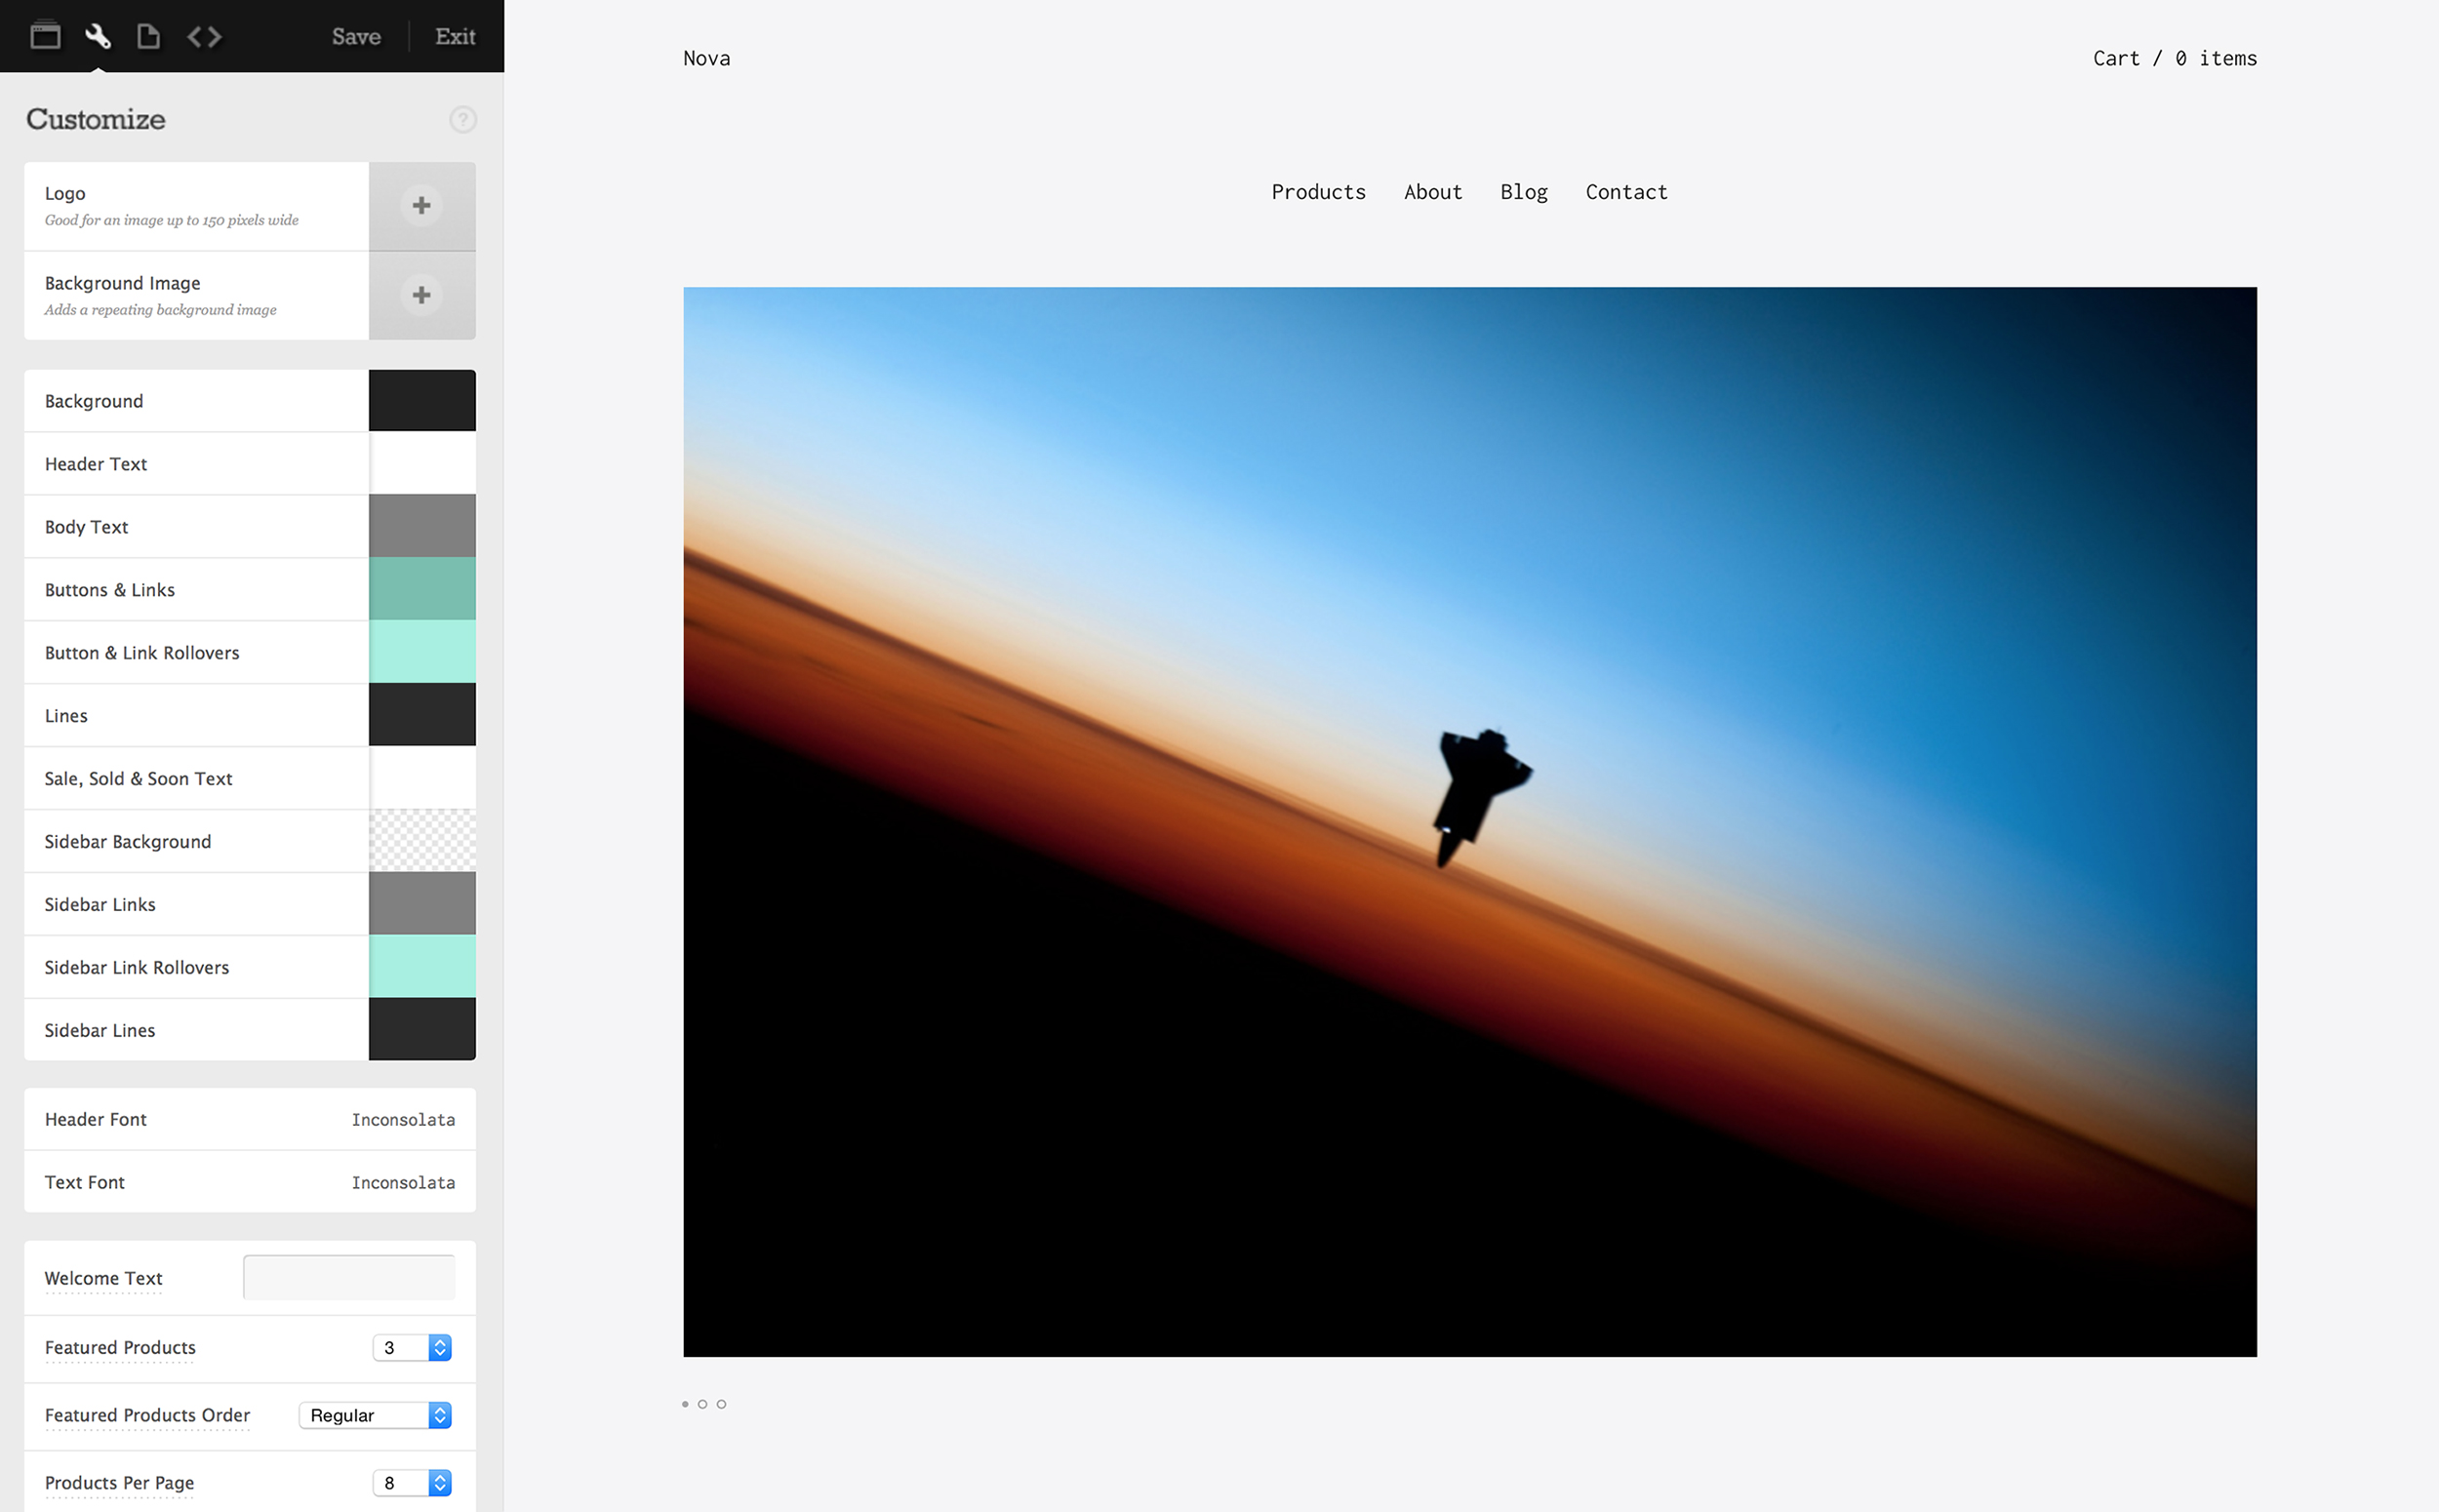 Save
Exit
Customize
?
Logo
Good for an image up to 150 pixels wide
Background Image
Adds a repeating background image
Background
Header Text
Body Text
Buttons & Links
Button & Link Rollovers
Lines
Sale, Sold & Soon Text
Sidebar Background
Sidebar Links
Sidebar Link Rollovers
Sidebar Lines
Header Font Inconsolata
Text Font Inconsolata
Welcome Text
Featured Products 3
Featured Products Order Regular
Products Per Page 8
Nova
Cart / 0 items
Products About Blog Contact